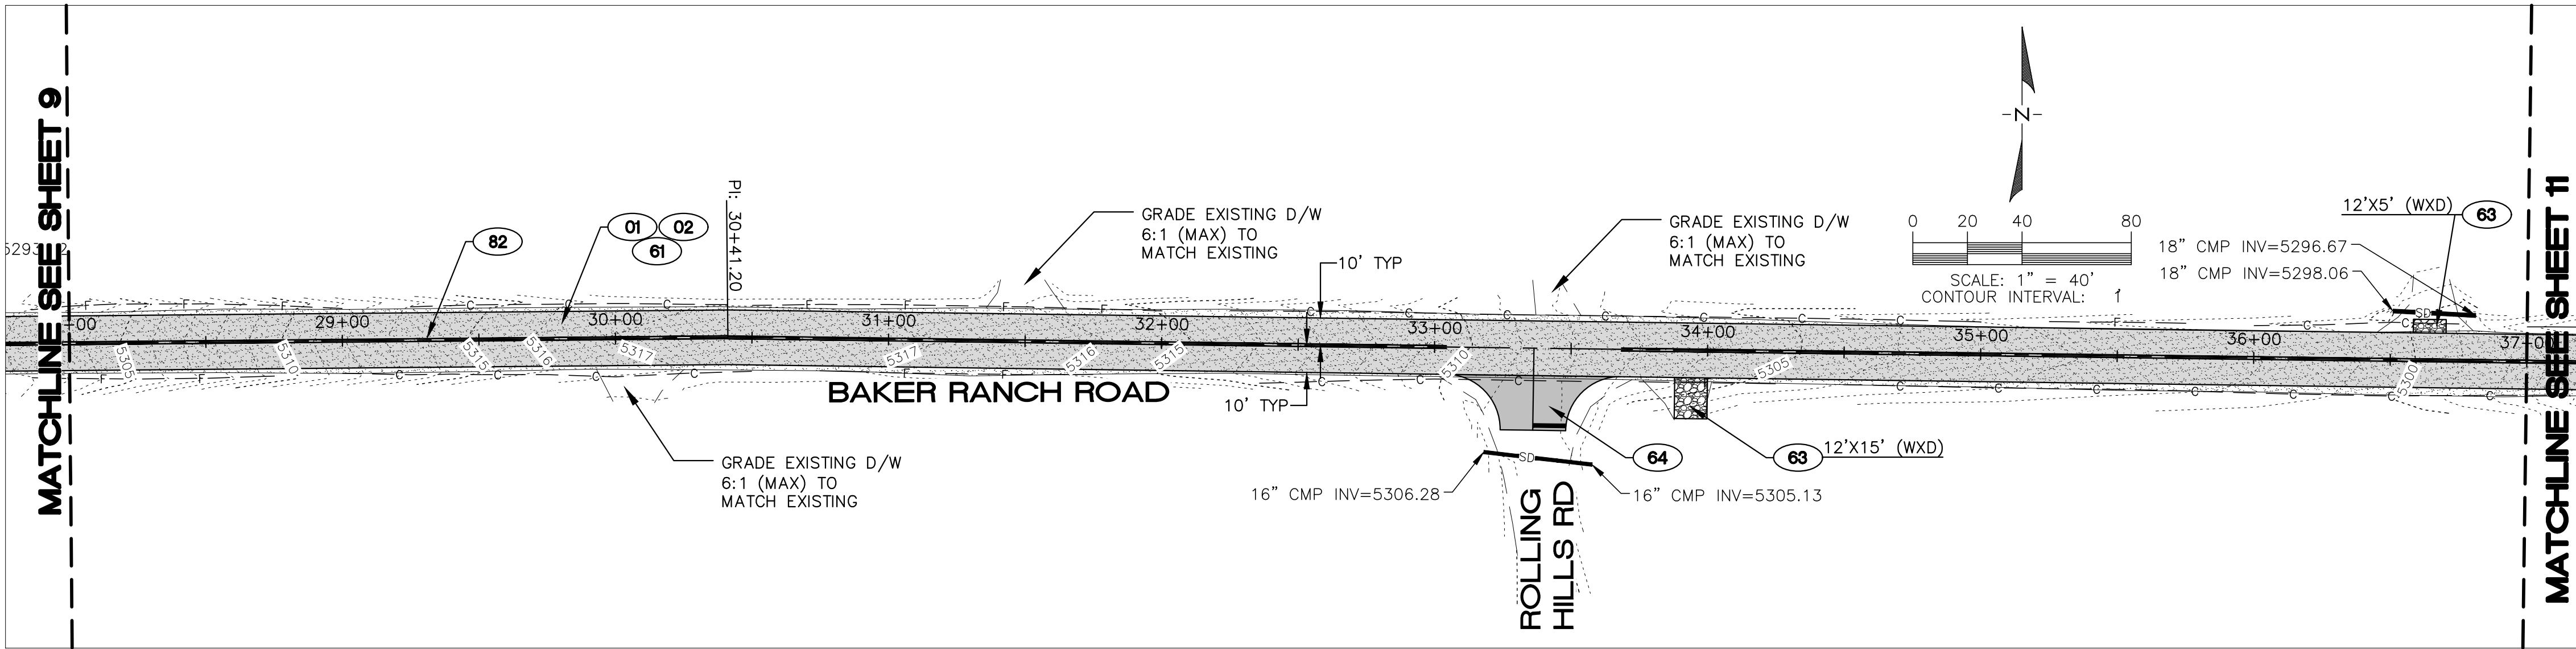 MATCHLINE SEE SHEET 9
82
01
02
61
PI: 30+41.20
GRADE EXISTING D/W
6:1 (MAX) TO
MATCH EXISTING
10' TYP
GRADE EXISTING D/W
6:1 (MAX) TO
MATCH EXISTING
-N-
0 20 40 80
SCALE: 1" = 40'
CONTOUR INTERVAL: 1'
12'X5' (WXD)
63
18" CMP INV=5296.67
18" CMP INV=5298.06
MATCHLINE SEE SHEET 11
+00
29+00
30+00
31+00
32+00
33+00
34+00
35+00
36+00
37+00
F F F C C C F F F C C C C C C F C C
SD
5305
5310
5315
5316
5317
5317
5316
5315
5310
5305
5300
F F C C C C F F C C C C C C C C C
BAKER RANCH ROAD
10' TYP
GRADE EXISTING D/W
6:1 (MAX) TO
MATCH EXISTING
64
63
12'X15' (WXD)
SD
16" CMP INV=5306.28
16" CMP INV=5305.13
ROLLING
HILLS RD